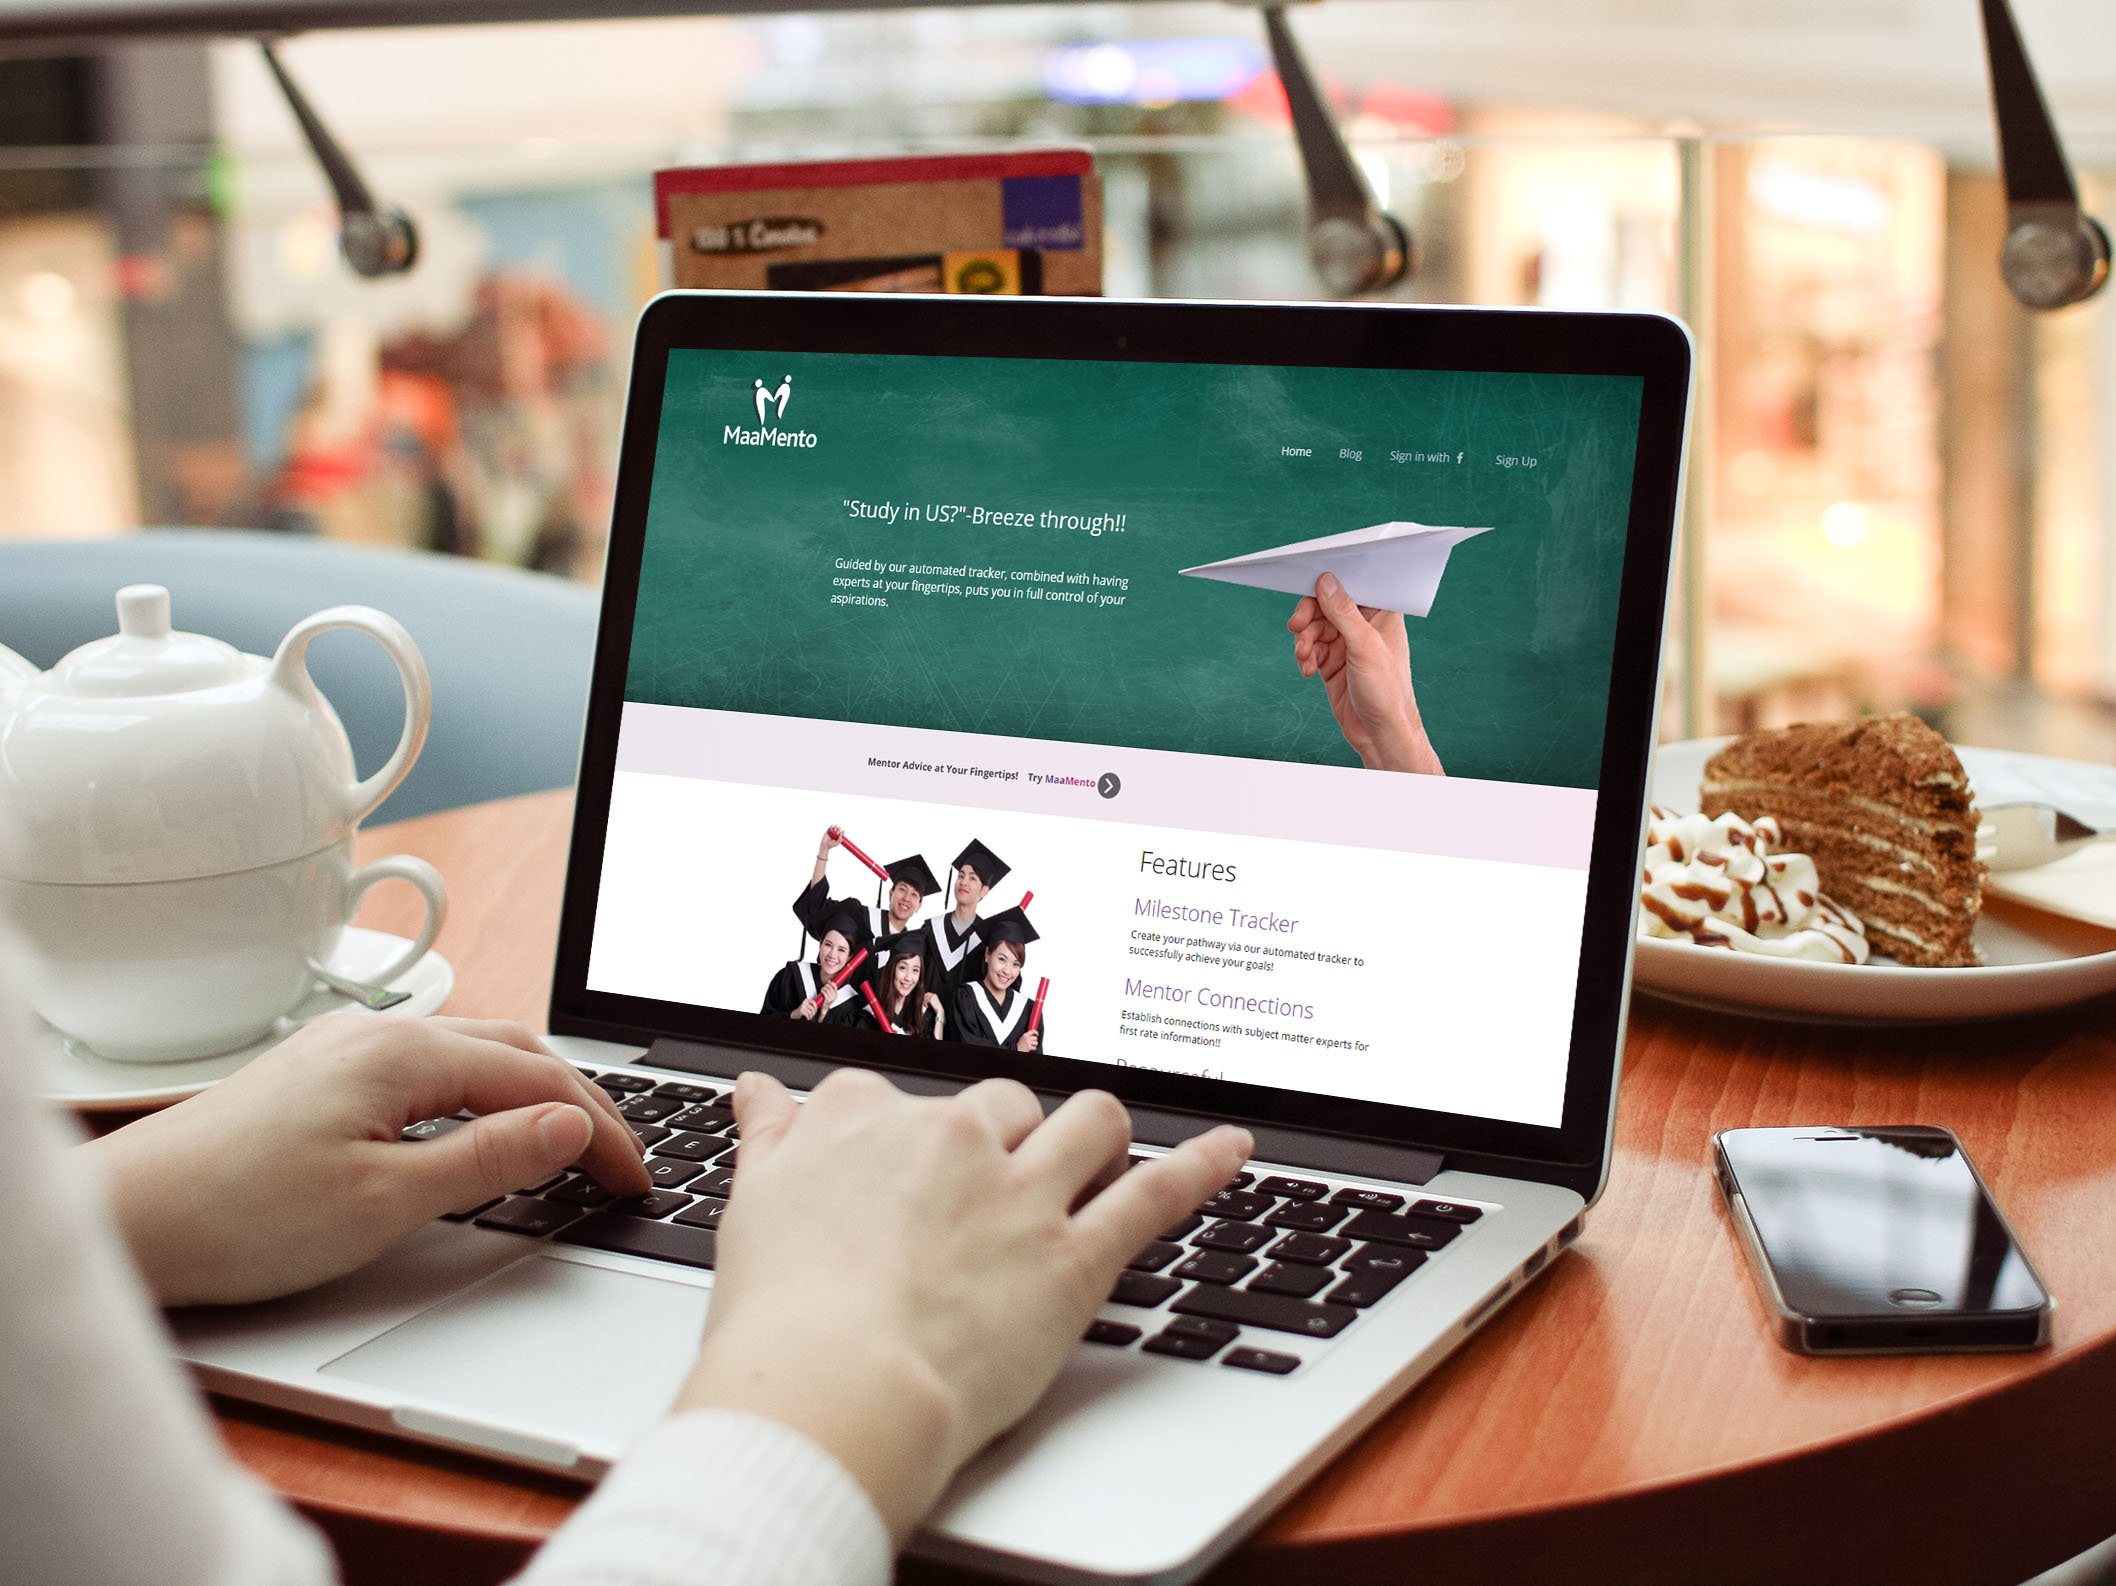 MaaMento
Home Blog Sign in with f Sign Up
"Study in US?"-Breeze through!!
Guided by our automated tracker, combined with having
experts at your fingertips, puts you in full control of your
aspirations.
Mentor Advice at Your Fingertips! Try MaaMento
Features
Milestone Tracker
Create your pathway via our automated tracker to
successfully achieve your goals!
Mentor Connections
Establish connections with subject matter experts for
first rate information!!
Resourceful
E
D
X
C
V